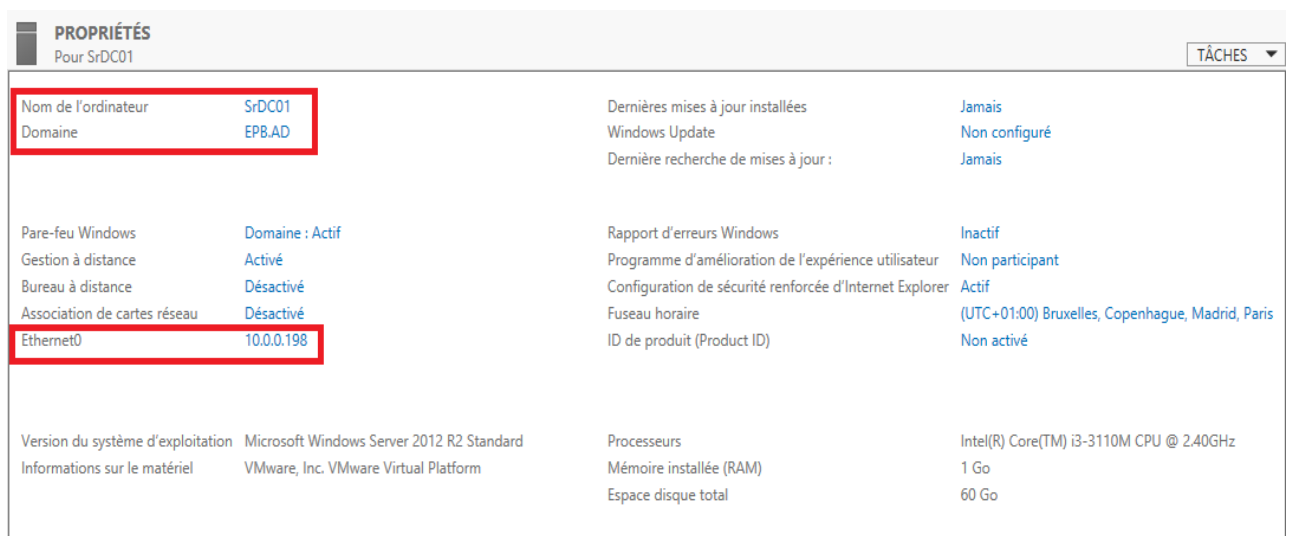 PROPRIÉTÉS
Pour SrDC01
TÂCHES
Nom de l'ordinateur SrDC01 Dernières mises à jour installées Jamais
Domaine EPB.AD Windows Update Non configuré
Dernière recherche de mises à jour : Jamais
Pare-feu Windows Domaine : Actif Rapport d'erreurs Windows Inactif
Gestion à distance Activé Programme d'amélioration de l'expérience utilisateur Non participant
Bureau à distance Désactivé Configuration de sécurité renforcée d'Internet Explorer Actif
Association de cartes réseau Désactivé Fuseau horaire (UTC+01:00) Bruxelles, Copenhague, Madrid, Paris
Ethernet0 10.0.0.198 ID de produit (Product ID) Non activé
Version du système d'exploitation Microsoft Windows Server 2012 R2 Standard Processeurs Intel(R) Core(TM) i3-3110M CPU @ 2.40GHz
Informations sur le matériel VMware, Inc. VMware Virtual Platform Mémoire installée (RAM) 1 Go
Espace disque total 60 Go